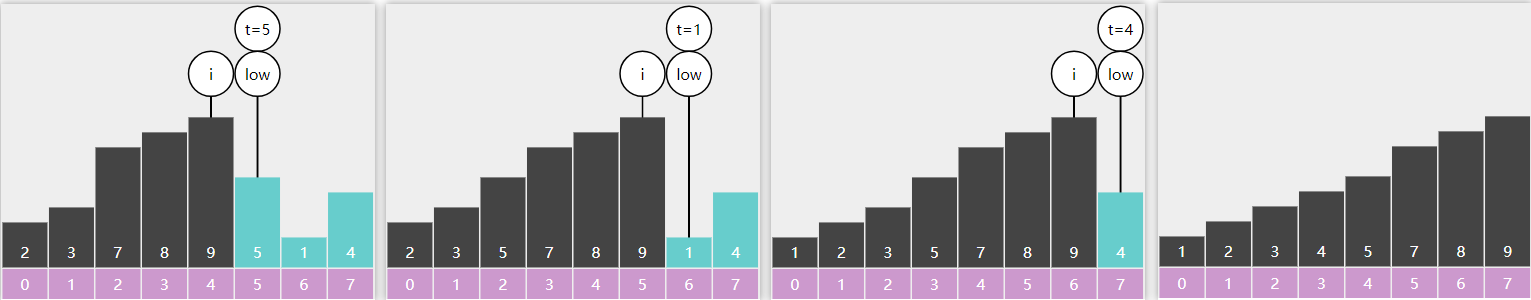 t=5
i low
2 3 7 8 9 5 1 4
0 1 2 3 4 5 6 7
t=1
i low
2 3 5 7 8 9 1 4
0 1 2 3 4 5 6 7
t=4
i low
1 2 3 5 7 8 9 4
0 1 2 3 4 5 6 7
1 2 3 4 5 7 8 9
0 1 2 3 4 5 6 7